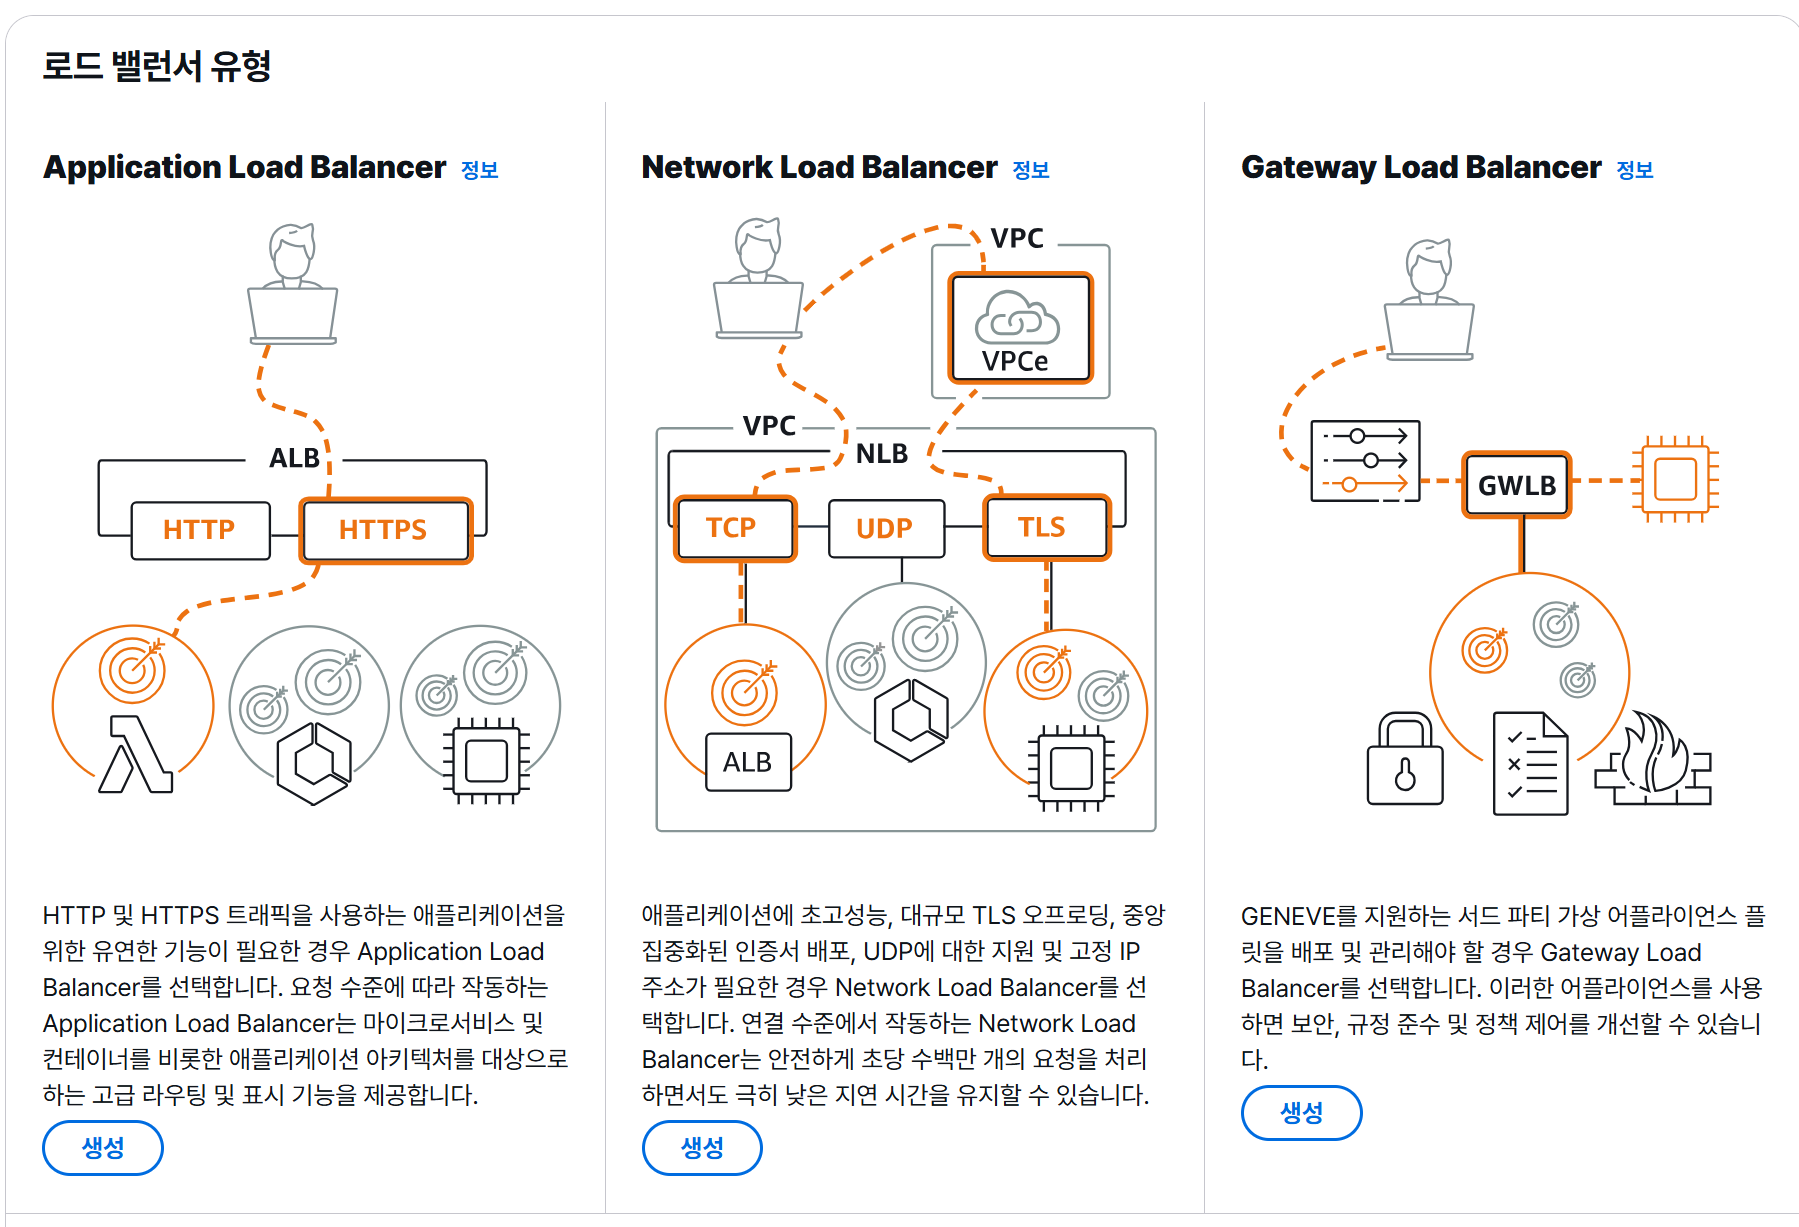 로드 밸런서 유형
Application Load Balancer 정보
ALB
HTTP
HTTPS
HTTP 및 HTTPS 트래픽을 사용하는 애플리케이션을
위한 유연한 기능이 필요한 경우 Application Load
Balancer를 선택합니다. 요청 수준에 따라 작동하는
Application Load Balancer는 마이크로서비스 및
컨테이너를 비롯한 애플리케이션 아키텍처를 대상으로
하는 고급 라우팅 및 표시 기능을 제공합니다.
생성
Network Load Balancer 정보
VPC
VPCe
VPC
NLB
TCP
UDP
TLS
ALB
애플리케이션에 초고성능, 대규모 TLS 오프로딩, 중앙
집중화된 인증서 배포, UDP에 대한 지원 및 고정 IP
주소가 필요한 경우 Network Load Balancer를 선
택합니다. 연결 수준에서 작동하는 Network Load
Balancer는 안전하게 초당 수백만 개의 요청을 처리
하면서도 극히 낮은 지연 시간을 유지할 수 있습니다.
생성
Gateway Load Balancer 정보
GWLB
GENEVE를 지원하는 서드 파티 가상 어플라이언스 플
릿을 배포 및 관리해야 할 경우 Gateway Load
Balancer를 선택합니다. 이러한 어플라이언스를 사용
하면 보안, 규정 준수 및 정책 제어를 개선할 수 있습니
다.
생성